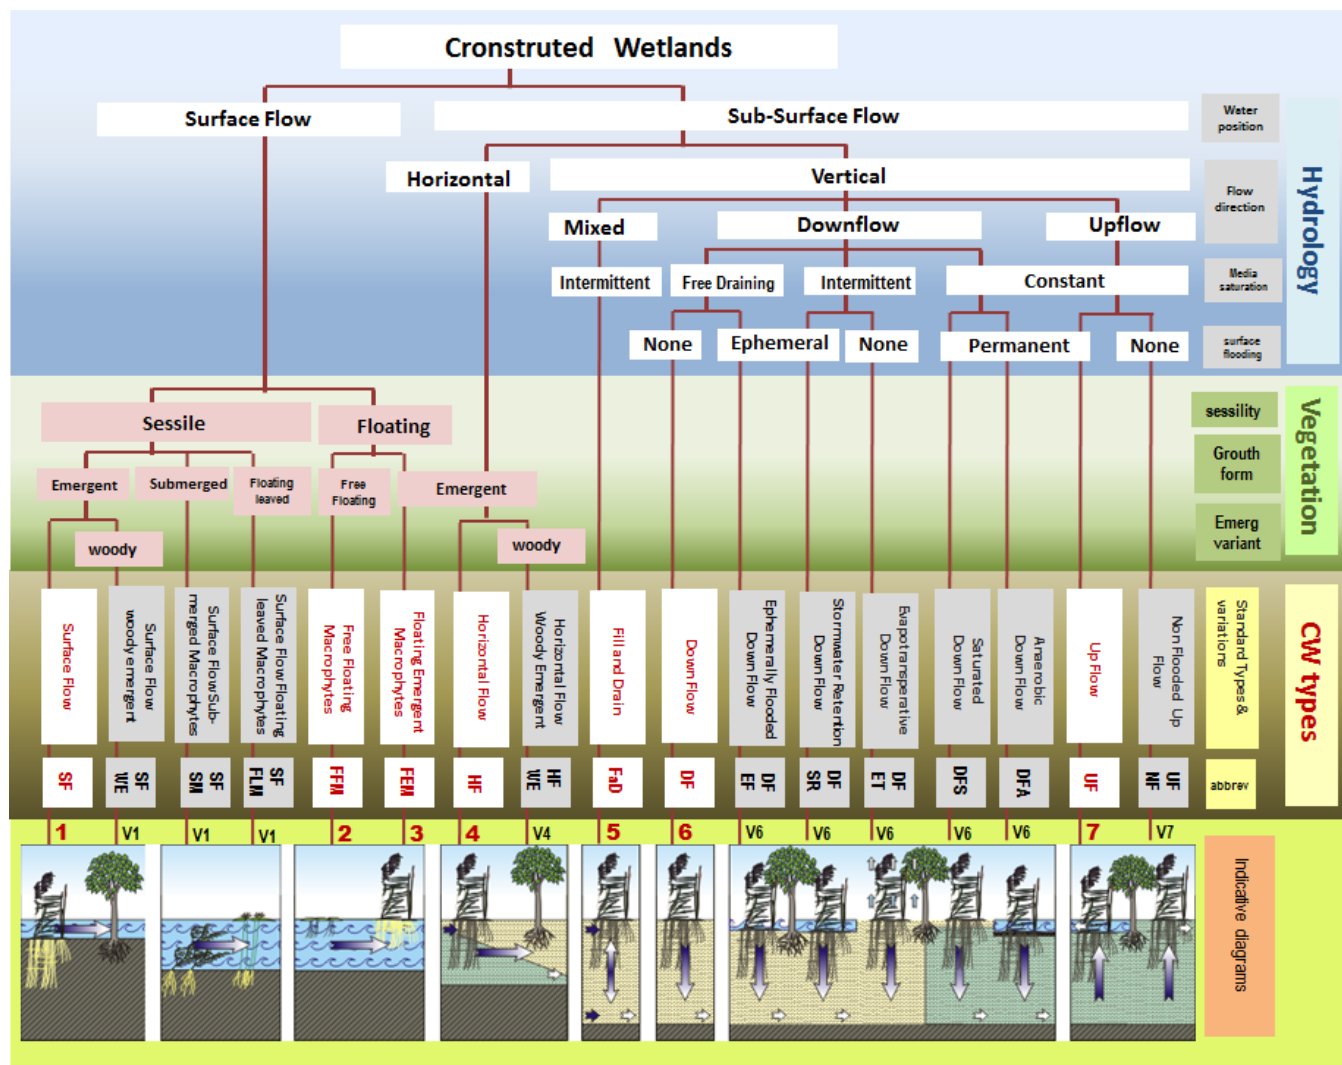 Cronstruted Wetlands
Surface Flow
Sub-Surface Flow
Water
position
Horizontal
Vertical
Flow
direction
Mixed
Downflow
Upflow
Intermittent
Free Draining
Intermittent
Constant
Media
saturation
None
Ephemeral
None
Permanent
None
surface
flooding
Hydrology
Sessile
Floating
sessility
Emergent
Submerged
Floating
leaved
Free
Floating
Emergent
Grouth
form
woody
woody
Emerg
variant
Vegetation
Surface Flow
Surface Flow
woody emergent
Surface Flow Sub-
merged Macrophytes
Surface Flow Floating
leaved Macrophytes
Free Floating
Macrophytes
Floating Emergent
Macrophytes
Horizontal Flow
Horizontal Flow
Woody Emergent
Fill and Drain
Down Flow
Ephemerally Flooded
Down Flow
Stormwater Retention
Down Flow
Evapotransperative
Down Flow
Saturated
Down Flow
Anaerobic
Down Flow
Up Flow
Non Flooded Up
Flow
Standard Types &
variations
CW types
SF
SF
WE
SF
SM
SF
FLM
FFM
FEM
HF
HF
WE
FaD
DF
DF
EF
DF
SR
DF
ET
DFS
DFA
UF
UF
NF
abbrev
1
V1
V1
V1
2
3
4
V4
5
6
V6
V6
V6
V6
V6
7
V7
Indicative diagrams